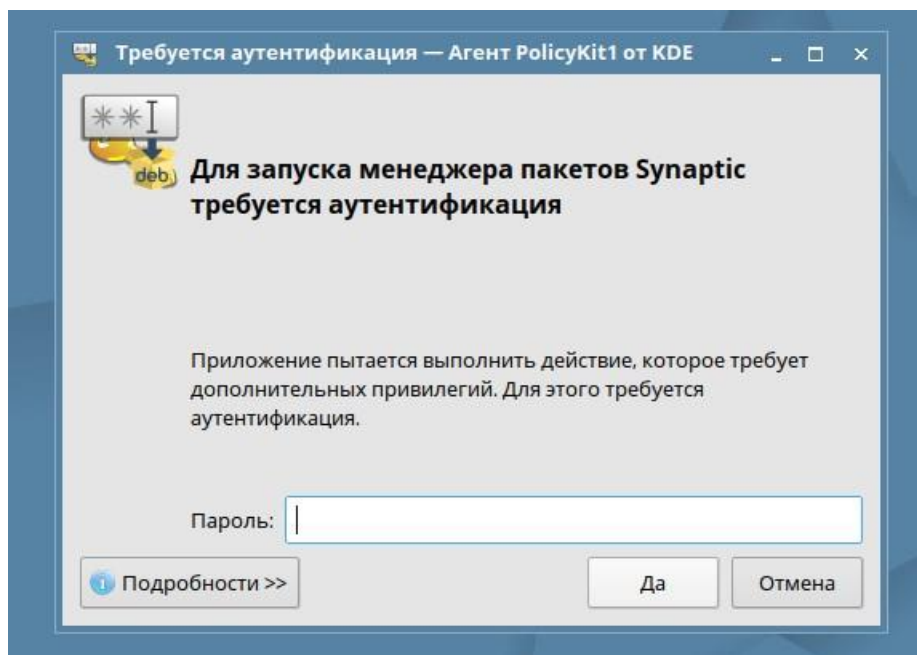 Требуется аутентификация — Агент PolicyKit1 от KDE
**
deb
Для запуска менеджера пакетов Synaptic
требуется аутентификация
Приложение пытается выполнить действие, которое требует
дополнительных привилегий. Для этого требуется
аутентификация.
Пароль:
Подробности >>
Да
Отмена